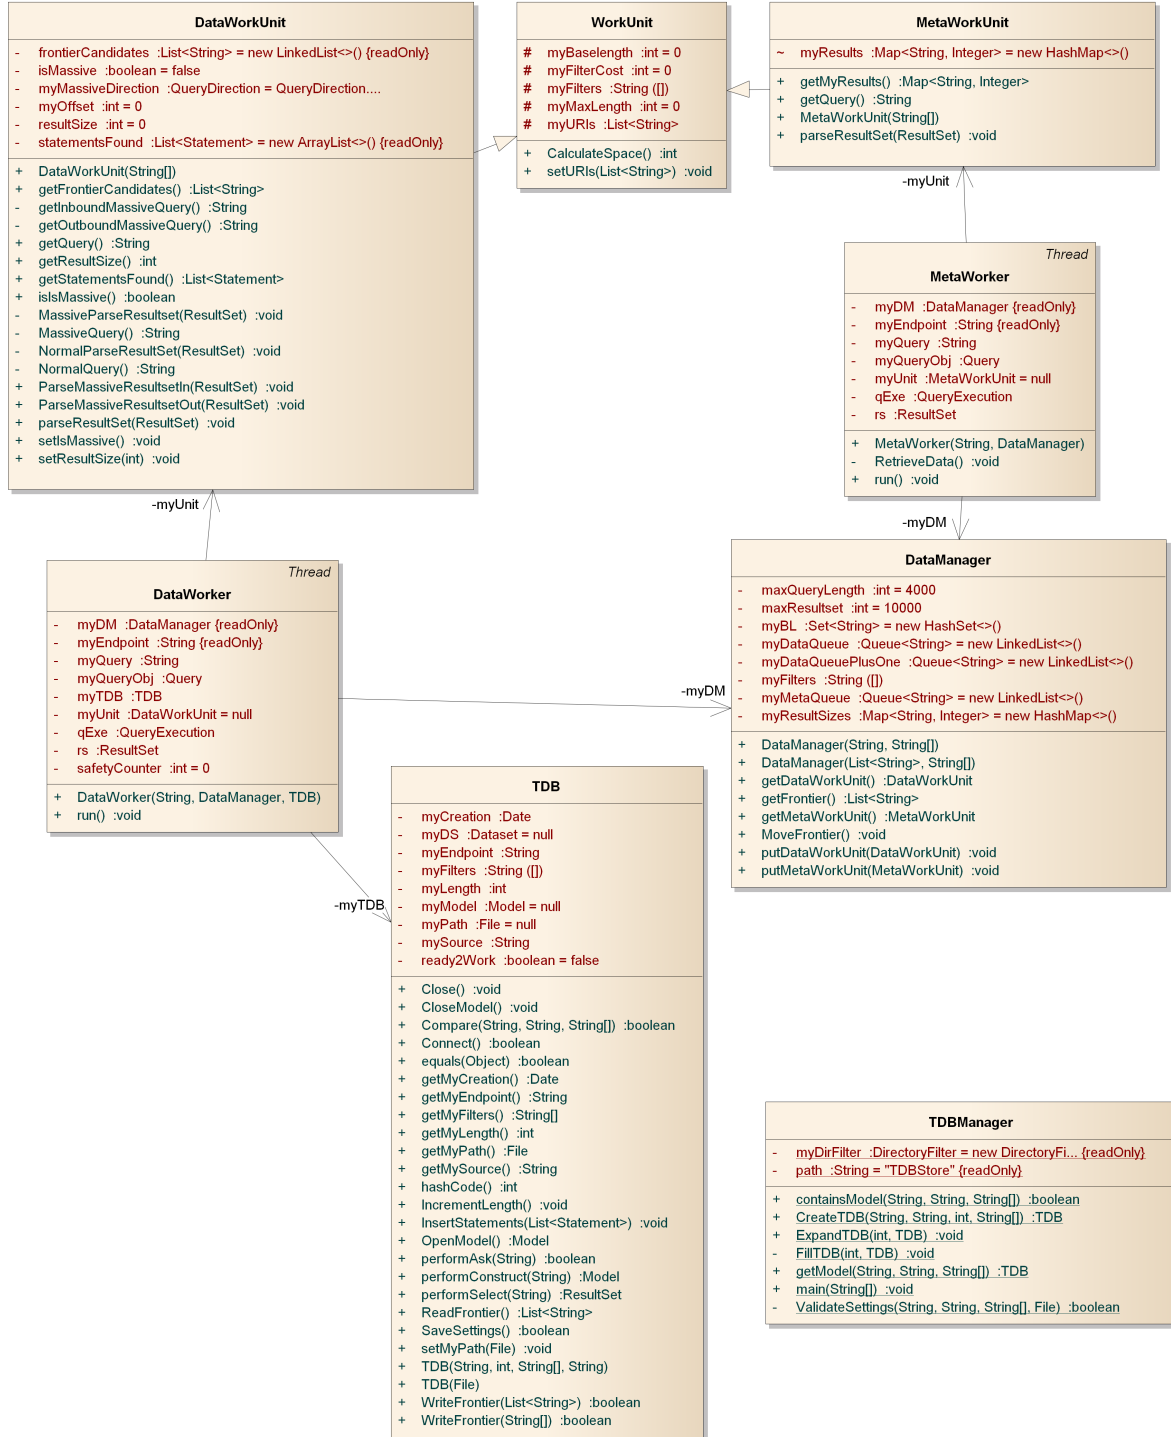 DataWorkUnit
- frontierCandidates :List<String> = new LinkedList<>() {readOnly}
- isMassive :boolean = false
- myMassiveDirection :QueryDirection = QueryDirection....
- myOffset :int = 0
- resultSize :int = 0
- statementsFound :List<Statement> = new ArrayList<>() {readOnly}
+ DataWorkUnit(String[])
+ getFrontierCandidates() :List<String>
- getInboundMassiveQuery() :String
- getOutboundMassiveQuery() :String
+ getQuery() :String
+ getResultSize() :int
+ getStatementsFound() :List<Statement>
+ isIsMassive() :boolean
- MassiveParseResultset(ResultSet) :void
- MassiveQuery() :String
- NormalParseResultSet(ResultSet) :void
- NormalQuery() :String
+ ParseMassiveResultsetIn(ResultSet) :void
+ ParseMassiveResultsetOut(ResultSet) :void
+ parseResultSet(ResultSet) :void
+ setIsMassive() :void
+ setResultSize(int) :void
WorkUnit
# myBaselength :int = 0
# myFilterCost :int = 0
# myFilters :String ([])
# myMaxLength :int = 0
# myURIs :List<String>
+ CalculateSpace() :int
+ setURIs(List<String>) :void
MetaWorkUnit
~ myResults :Map<String, Integer> = new HashMap<>()
+ getMyResults() :Map<String, Integer>
+ getQuery() :String
+ MetaWorkUnit(String[])
+ parseResultSet(ResultSet) :void
-myUnit
Thread
MetaWorker
- myDM :DataManager {readOnly}
- myEndpoint :String {readOnly}
- myQuery :String
- myQueryObj :Query
- myUnit :MetaWorkUnit = null
- qExe :QueryExecution
- rs :ResultSet
+ MetaWorker(String, DataManager)
- RetrieveData() :void
+ run() :void
-myUnit
-myDM
Thread
DataWorker
- myDM :DataManager {readOnly}
- myEndpoint :String {readOnly}
- myQuery :String
- myQueryObj :Query
- myTDB :TDB
- myUnit :DataWorkUnit = null
- qExe :QueryExecution
- rs :ResultSet
- safetyCounter :int = 0
+ DataWorker(String, DataManager, TDB)
+ run() :void
-myDM
DataManager
- maxQueryLength :int = 4000
- maxResultset :int = 10000
- myBL :Set<String> = new HashSet<>()
- myDataQueue :Queue<String> = new LinkedList<>()
- myDataQueuePlusOne :Queue<String> = new LinkedList<>()
- myFilters :String ([])
- myMetaQueue :Queue<String> = new LinkedList<>()
- myResultSizes :Map<String, Integer> = new HashMap<>()
+ DataManager(String, String[])
+ DataManager(List<String>, String[])
+ getDataWorkUnit() :DataWorkUnit
+ getFrontier() :List<String>
+ getMetaWorkUnit() :MetaWorkUnit
+ MoveFrontier() :void
+ putDataWorkUnit(DataWorkUnit) :void
+ putMetaWorkUnit(MetaWorkUnit) :void
-myTDB
TDB
- myCreation :Date
- myDS :Dataset = null
- myEndpoint :String
- myFilters :String ([])
- myLength :int
- myModel :Model = null
- myPath :File = null
- mySource :String
- ready2Work :boolean = false
+ Close() :void
+ CloseModel() :void
+ Compare(String, String, String[]) :boolean
+ Connect() :boolean
+ equals(Object) :boolean
+ getMyCreation() :Date
+ getMyEndpoint() :String
+ getMyFilters() :String[]
+ getMyLength() :int
+ getMyPath() :File
+ getMySource() :String
+ hashCode() :int
+ IncrementLength() :void
+ InsertStatements(List<Statement>) :void
+ OpenModel() :Model
+ performAsk(String) :boolean
+ performConstruct(String) :Model
+ performSelect(String) :ResultSet
+ ReadFrontier() :List<String>
+ SaveSettings() :boolean
+ setMyPath(File) :void
+ TDB(String, int, String[], String)
+ TDB(File)
+ WriteFrontier(List<String>) :boolean
+ WriteFrontier(String[]) :boolean
TDBManager
- myDirFilter :DirectoryFilter = new DirectoryFi... {readOnly}
- path :String = "TDBStore" {readOnly}
+ containsModel(String, String, String[]) :boolean
+ CreateTDB(String, String, int, String[]) :TDB
+ ExpandTDB(int, TDB) :void
- FillTDB(int, TDB) :void
+ getModel(String, String, String[]) :TDB
+ main(String[]) :void
- ValidateSettings(String, String, String[], File) :boolean